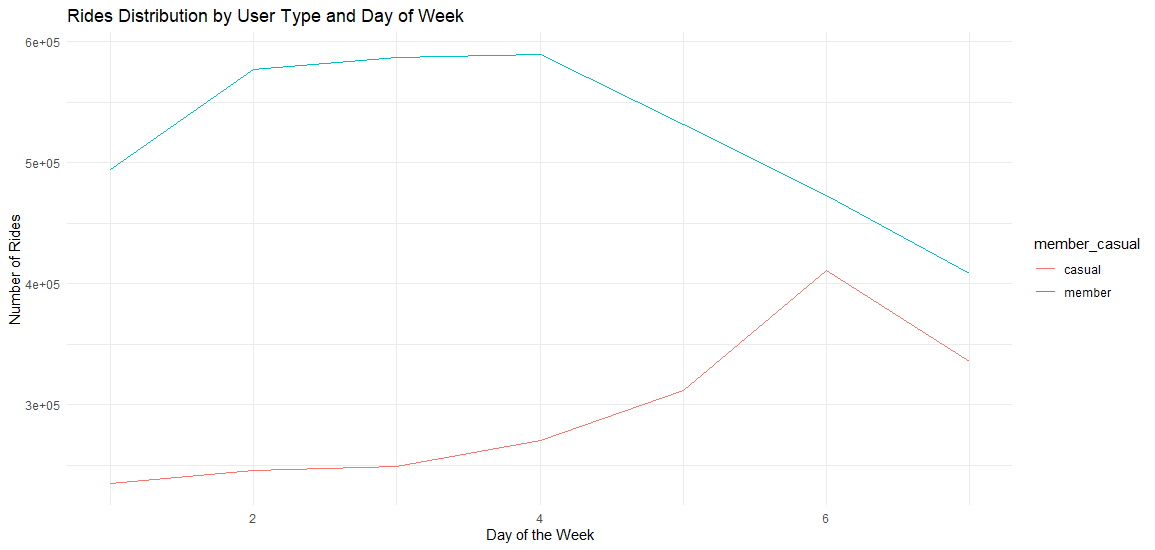 Rides Distribution by User Type and Day of Week
6e+05
5e+05
4e+05
3e+05
Number of Rides
2 4 6
Day of the Week
member_casual
casual
member